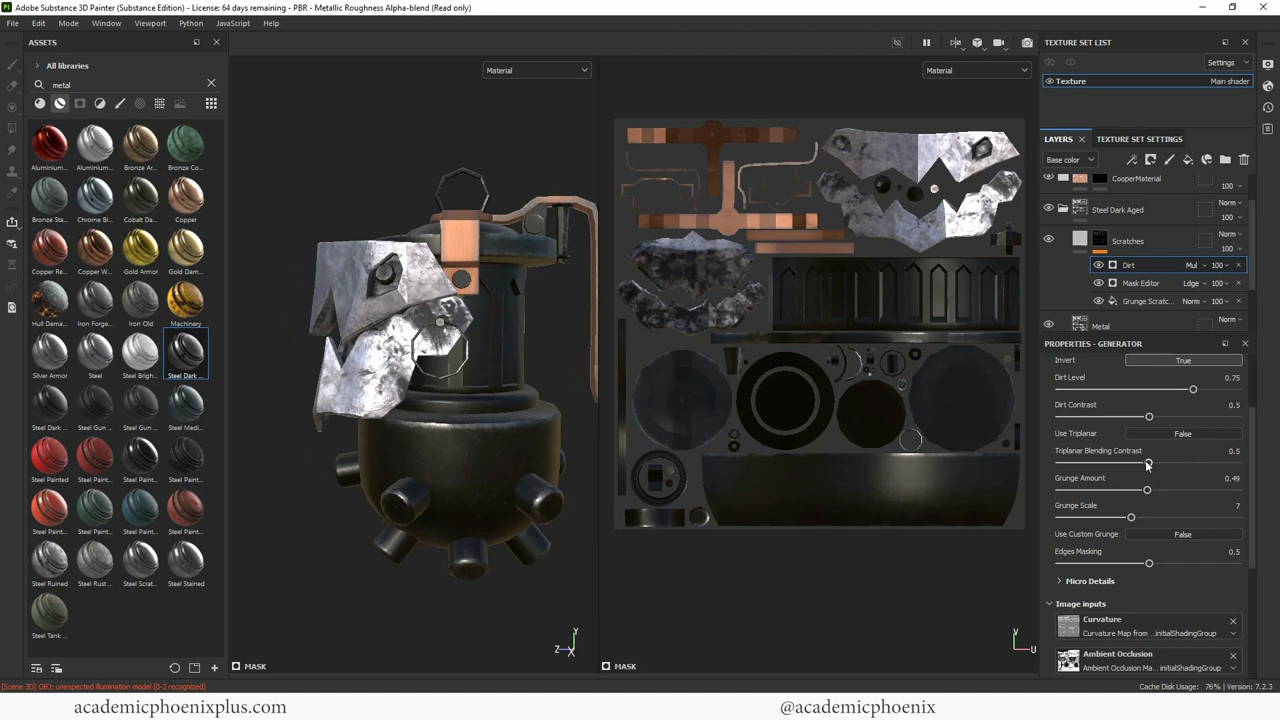 Adobe Substance 3D Painter (Substance Edition) - License: 64 days remaining - PBR - Metallic Roughness Alpha-blend (Read only)
File Edit Mode Window Viewport Python JavaScript Help
ASSETS
All libraries
metal
Aluminium... Aluminium... Bronze Ar... Bronze Co...
Bronze Sta... Chrome Bl... Cobalt Da... Copper
Copper Re... Copper W... Gold Armor Gold Dam...
Hull Dama... Iron Forge... Iron Old Machinery
Silver Armor Steel Steel Brigh... Steel Dark ...
Steel Dark... Steel Gun ... Steel Gun ... Steel Medi...
Steel Painted Steel Paint... Steel Paint... Steel Paint...
Steel Paint... Steel Paint... Steel Paint... Steel Paint...
Steel Ruined Steel Rust ... Steel Scrat... Steel Stained
Steel Tank ...
Material
Material
Y
Z X
V
U
MASK
MASK
TEXTURE SET LIST
Settings
Texture Main shader
LAYERS TEXTURE SET SETTINGS
Base color
CooperMaterial 100
Steel Dark Aged Norm 100
Scratches Norm 100
Dirt Mul 100
Mask Editor Ldge 100
Grunge Scratc... Norm 100
Metal Norm
PROPERTIES - GENERATOR
Invert True
Dirt Level 0.75
Dirt Contrast 0.5
Use Triplanar False
Triplanar Blending Contrast 0.5
Grunge Amount 0.49
Grunge Scale 7
Use Custom Grunge False
Edges Masking 0.5
Micro Details
Image inputs
Curvature
Curvature Map from ...initialShadingGroup
Ambient Occlusion
Ambient Occlusion Ma... initialShadingGroup
[Scene 3D] OBJ: unexpected illumination model (0-2 recognized)
Cache Disk Usage: 76% | Version: 7.2.3
academicphoenixplus.com
@academicphoenix